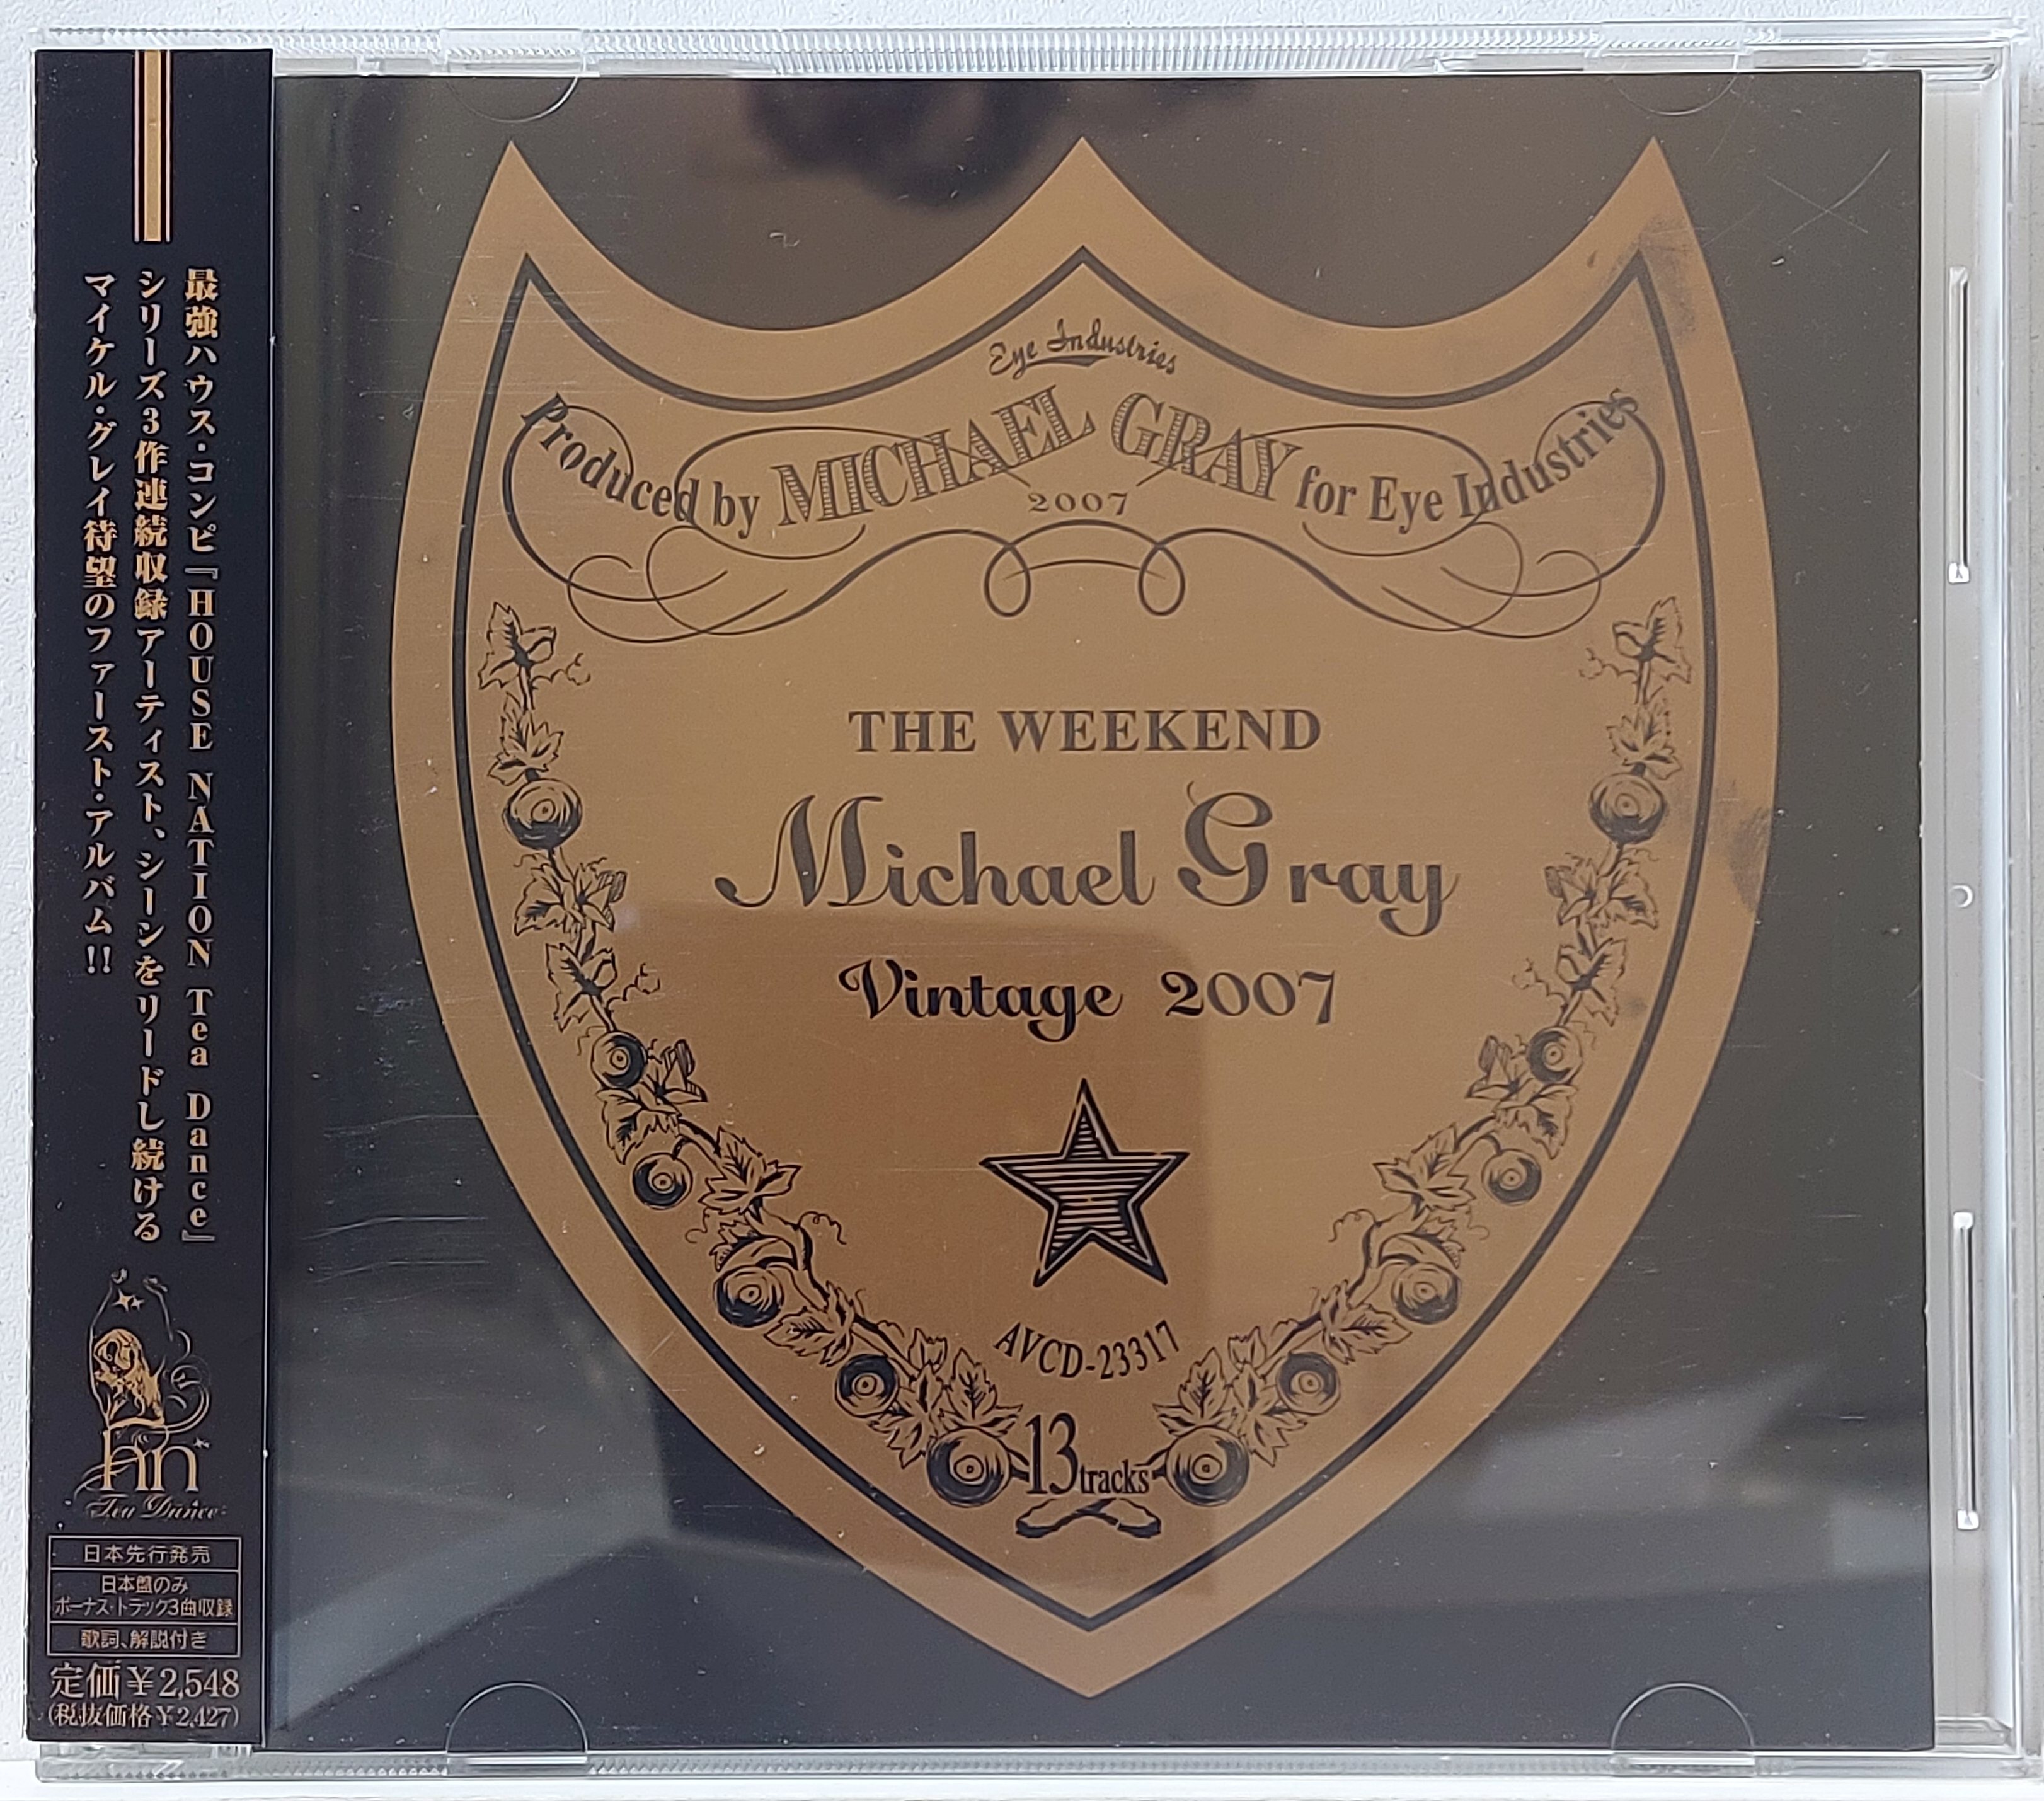 最強ハウス・コンピ『HOUSE NATION Tea Dance』
シリーズ3作連続収録アーティスト、シーンをリードし続ける
マイケル・グレイ待望のファースト・アルバム!!
hn
Tea Dance
日本先行発売
日本盤のみ
ボーナス・トラック3曲収録
歌詞、解説付き
定価¥2,548
(税抜価格¥2,427)
Eye Industries
Produced by MICHAEL GRAY for Eye Industries
2007
THE WEEKEND
Michael Gray
Vintage 2007
AVCD-23317
13 tracks